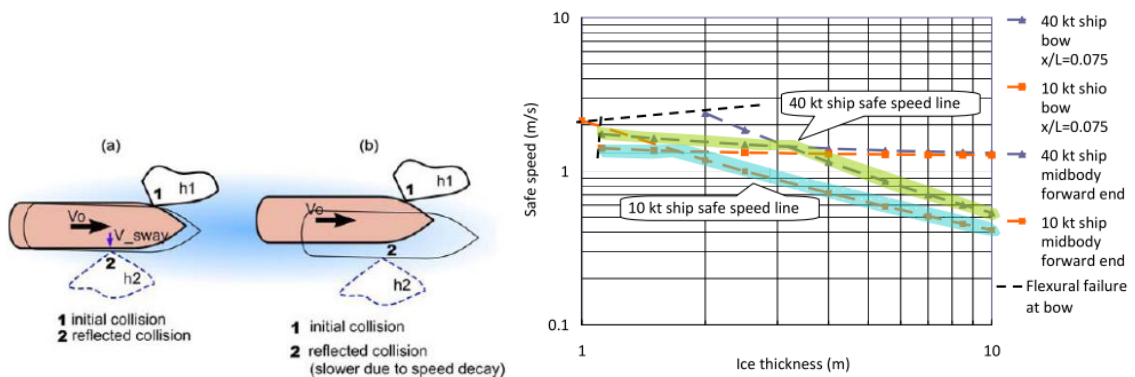 (a)
h1
1
Vo
V_sway
2
h2
1 initial collision
2 reflected collision
(b)
h1
1
Vo
2
h2
1 initial collision
2 reflected collision
(slower due to speed decay)
Safe speed (m/s)
10
1
0.1
40 kt ship safe speed line
10 kt ship safe speed line
1
10
Ice thickness (m)
40 kt ship
bow
x/L=0.075
10 kt shio
bow
x/L=0.075
40 kt ship
midbody
forward end
10 kt ship
midbody
forward end
Flexural failure
at bow